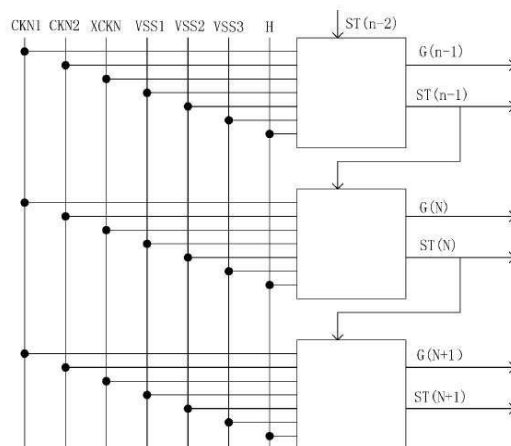 CKN1 CKN2 XCKN VSS1 VSS2 VSS3 H
ST(n-2)
G(n-1)
ST(n-1)
G(N)
ST(N)
G(N+1)
ST(N+1)